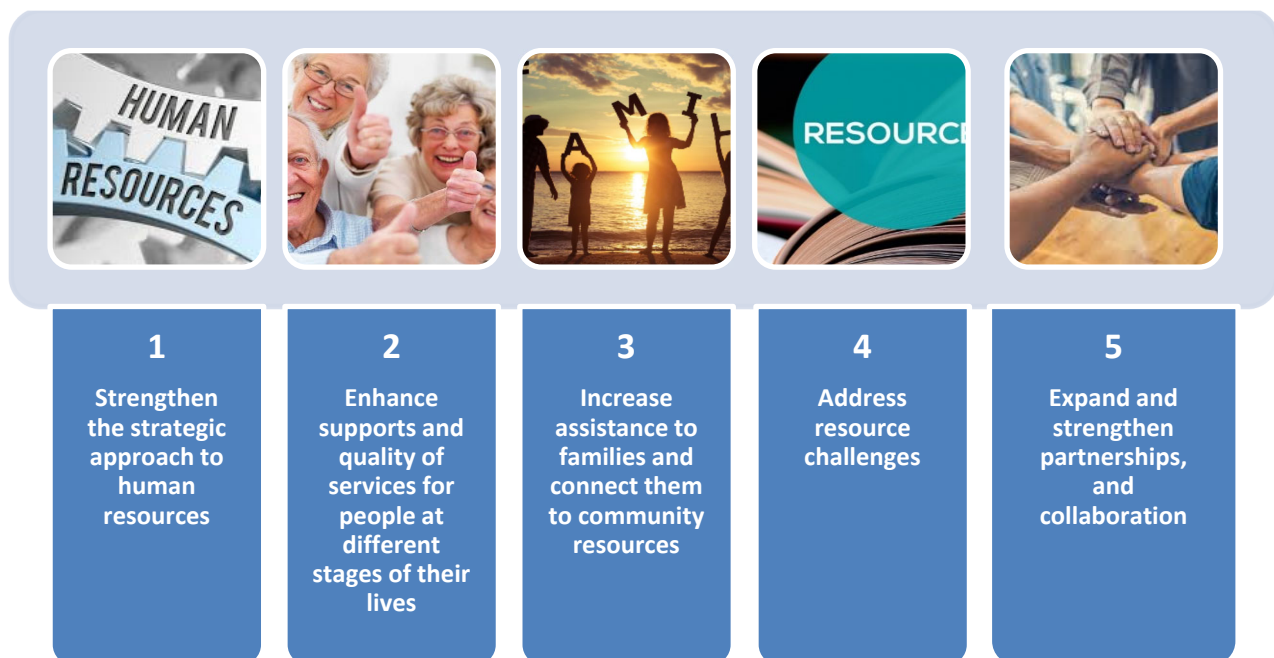 HUMAN
RESOURCES
A
M
I
RESOURCE
1
Strengthen
the strategic
approach to
human
resources
2
Enhance
supports and
quality of
services for
people at
different
stages of their
lives
3
Increase
assistance to
families and
connect them
to community
resources
4
Address
resource
challenges
5
Expand and
strengthen
partnerships,
and
collaboration